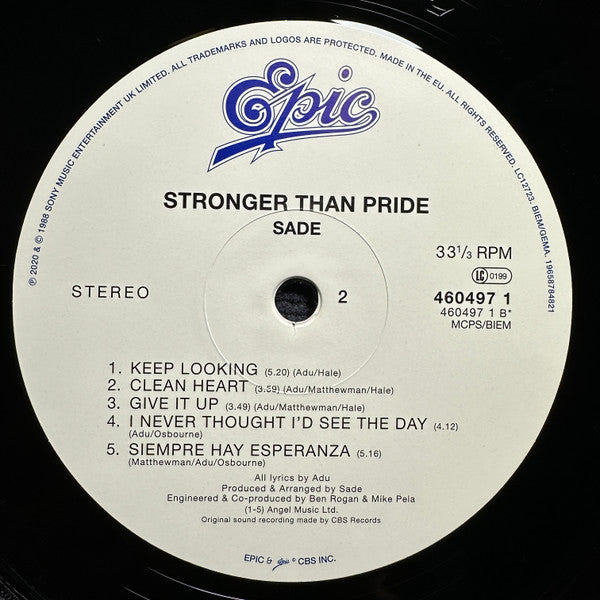 ℗ 2020 & © 1988 SONY MUSIC ENTERTAINMENT UK LIMITED. ALL TRADEMARKS AND LOGOS ARE PROTECTED. MADE IN THE EU. ALL RIGHTS RESERVED. LC12723. BIEM/GEMA. 19658784821
Epic
STRONGER THAN PRIDE
SADE
33 1/3 RPM
LC 0199
STEREO
2
460497 1
460497 1 B*
MCPS/BIEM
1. KEEP LOOKING (5.20) (Adu/Hale)
2. CLEAN HEART (3.59) (Adu/Matthewman/Hale)
3. GIVE IT UP (3.49) (Adu/Matthewman/Hale)
4. I NEVER THOUGHT I'D SEE THE DAY (4.12)
(Adu/Osbourne)
5. SIEMPRE HAY ESPERANZA (5.16)
(Matthewman/Adu/Osbourne)
All lyrics by Adu
Produced & Arranged by Sade
Engineered & Co-produced by Ben Rogan & Mike Pela
(1-5) Angel Music Ltd.
Original sound recording made by CBS Records
EPIC & Epic ® CBS INC.